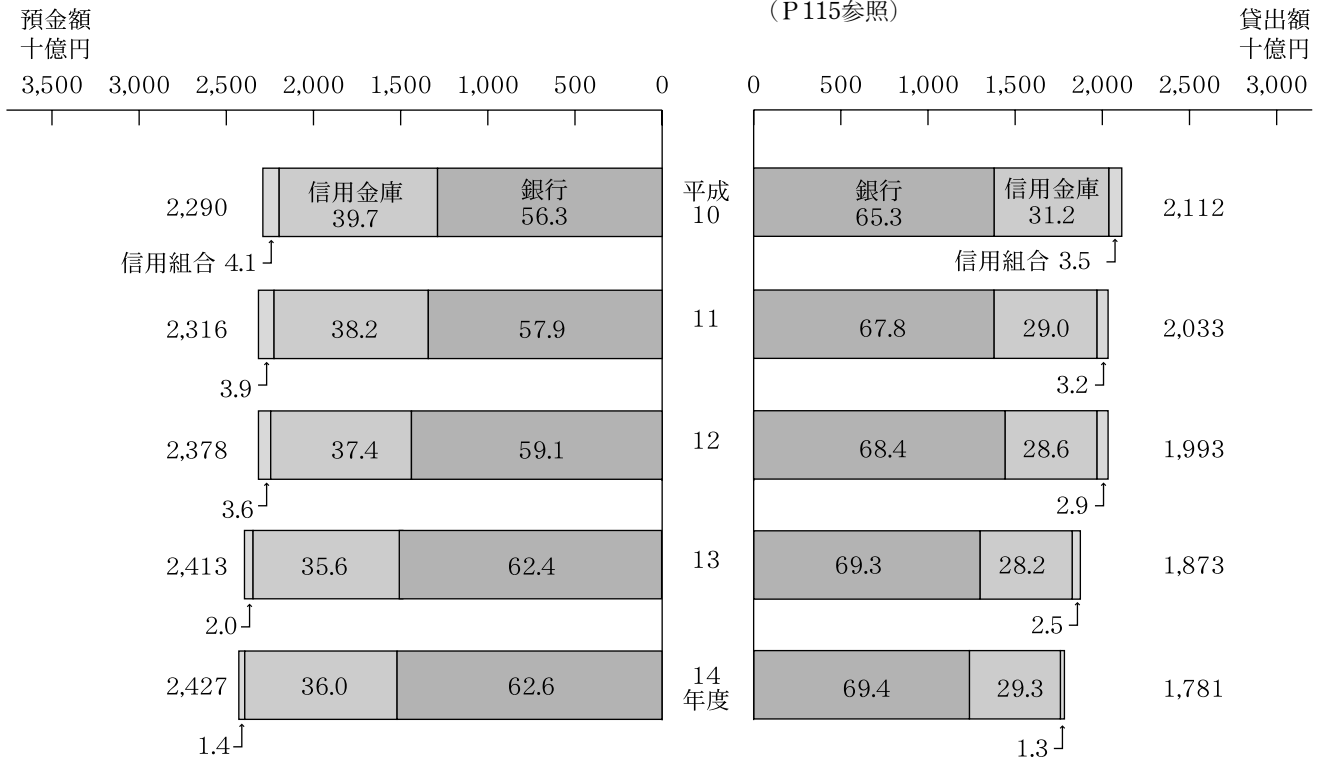 (P115参照)
預金額
十億円
貸出額
十億円
3,500 3,000 2,500 2,000 1,500 1,000 500 0
0 500 1,000 1,500 2,000 2,500 3,000
2,290
信用金庫
39.7
銀行
56.3
平成
10
銀行
65.3
信用金庫
31.2
2,112
信用組合 4.1
信用組合 3.5
2,316 38.2 57.9 11 67.8 29.0 2,033
3.9 3.2
2,378 37.4 59.1 12 68.4 28.6 1,993
3.6 2.9
2,413 35.6 62.4 13 69.3 28.2 1,873
2.0 2.5
2,427 36.0 62.6 14 69.4 29.3 1,781
年度
1.4 1.3